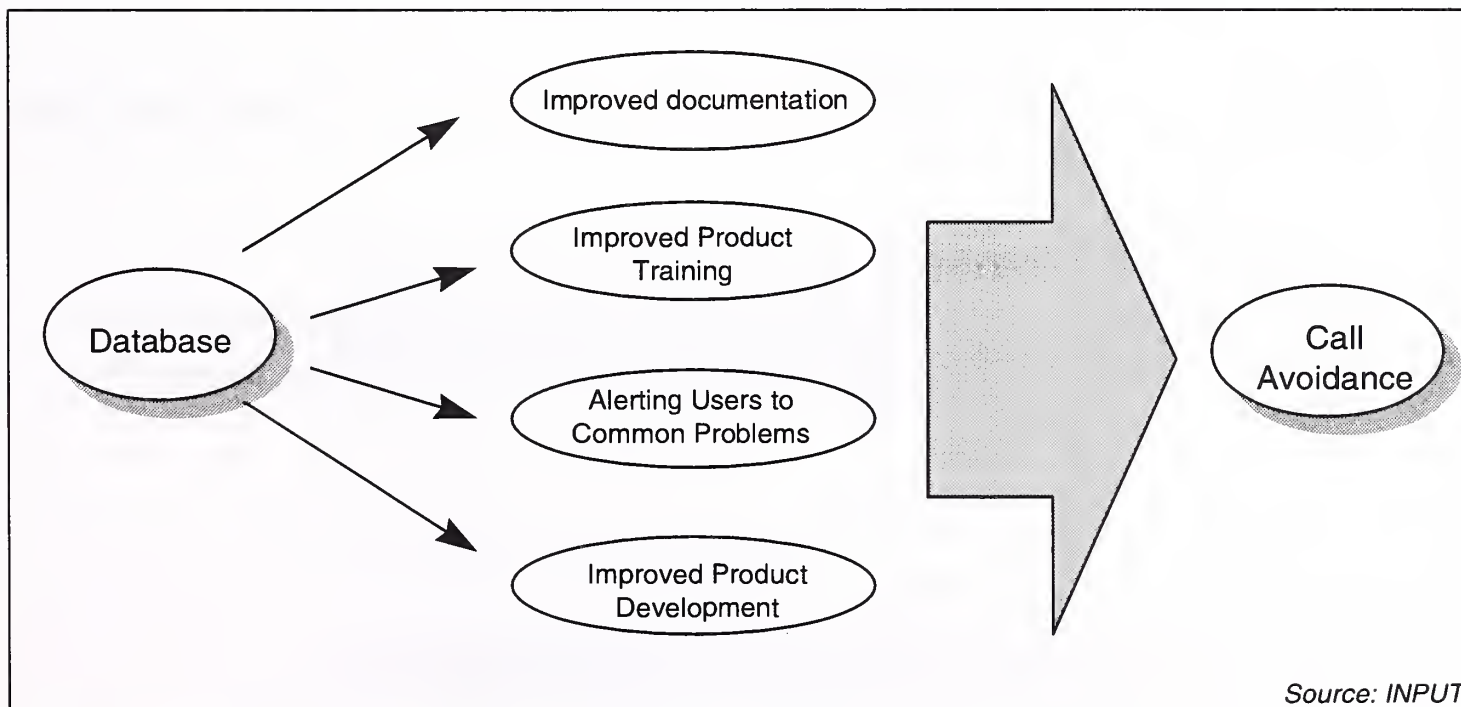 Improved documentation
Improved Product
Training
Database
Alerting Users to
Common Problems
Improved Product
Development
Call
Avoidance
Source: INPUT